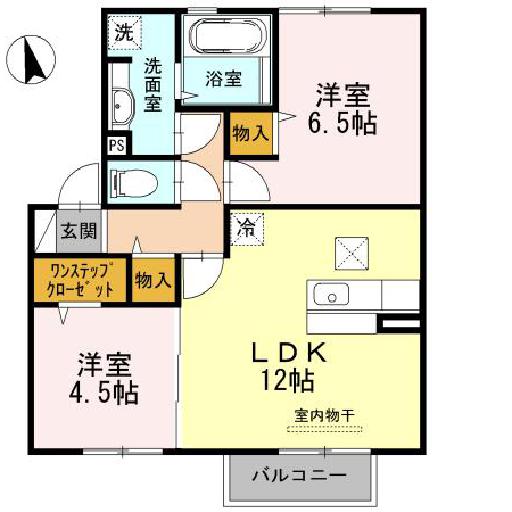 洗
洗面室
浴室
洋室
6.5帖
物入
PS
玄関
冷
ワンステップ
クローゼット
物入
洋室
4.5帖
LDK
12帖
室内物干
バルコニー